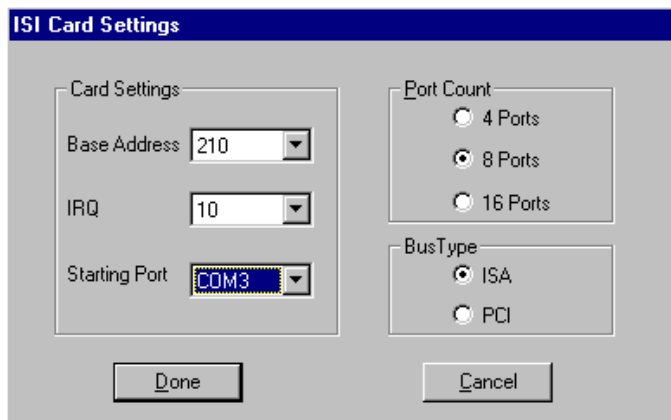 ISI Card Settings
Card Settings
Base Address 210
IRQ 10
Starting Port COM3
Port Count
4 Ports
8 Ports
16 Ports
BusType
ISA
PCI
Done
Cancel